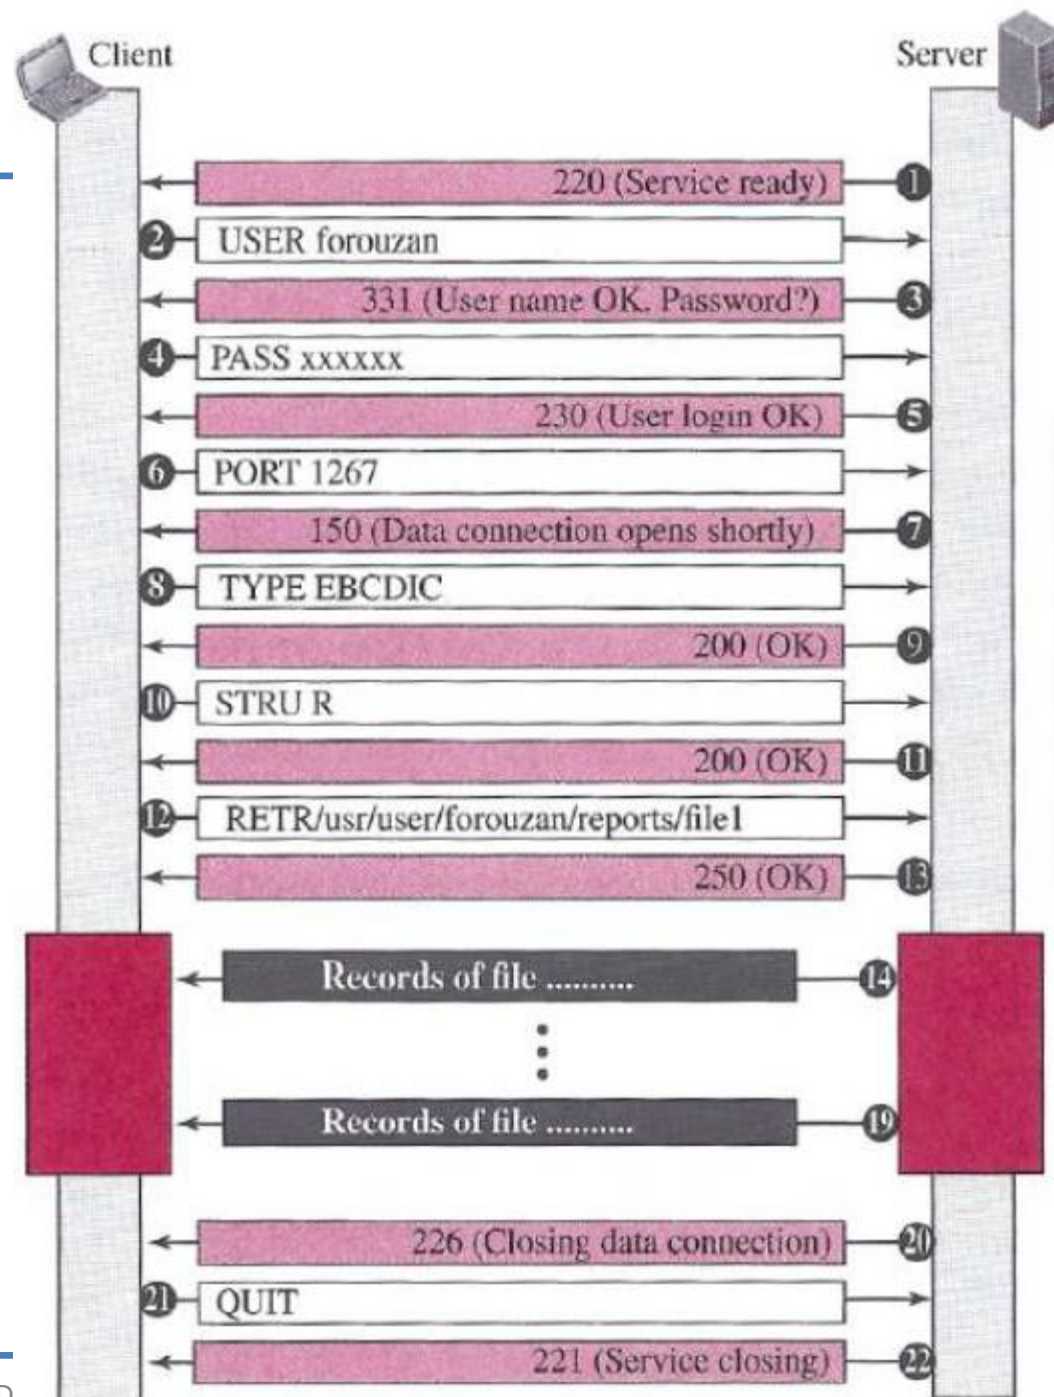 Client
Server
220 (Service ready)
1
2
USER forouzan
331 (User name OK. Password?)
3
4
PASS xxxxxx
230 (User login OK)
5
6
PORT 1267
150 (Data connection opens shortly)
7
8
TYPE EBCDIC
200 (OK)
9
10
STRU R
200 (OK)
11
12
RETR/usr/user/forouzan/reports/file1
250 (OK)
13
Records of file ..........
14
Records of file ..........
19
226 (Closing data connection)
20
21
QUIT
221 (Service closing)
22